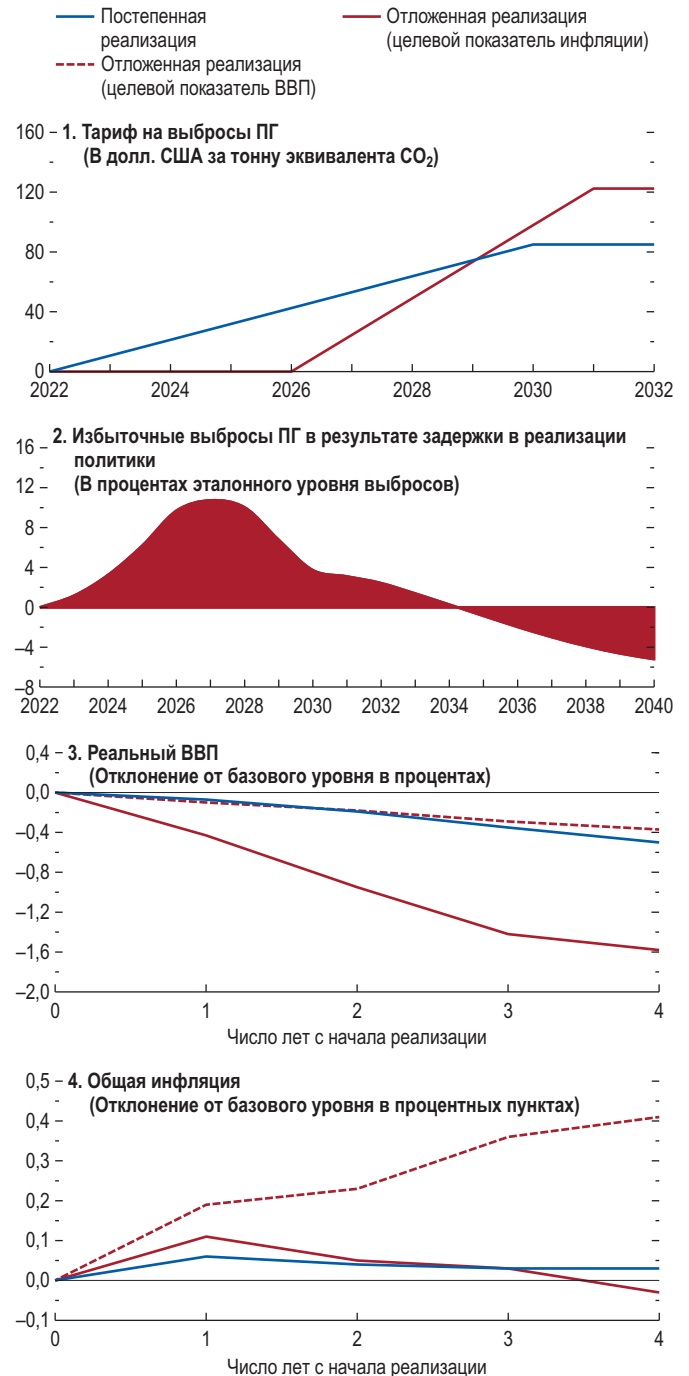 Постепенная
реализация
Отложенная реализация
(целевой показатель ВВП)
Отложенная реализация
(целевой показатель инфляции)
1. Тариф на выбросы ПГ
(В долл. США за тонну эквивалента CO₂)
160
120
80
40
0
2022 2024 2026 2028 2030 2032
2. Избыточные выбросы ПГ в результате задержки в реализации
политики
(В процентах эталонного уровня выбросов)
16
12
8
4
0
–4
–8
2022 2024 2026 2028 2030 2032 2034 2036 2038 2040
3. Реальный ВВП
(Отклонение от базового уровня в процентах)
0,4
0,0
–0,4
–0,8
–1,2
–1,6
–2,0
0 1 2 3 4
Число лет с начала реализации
4. Общая инфляция
(Отклонение от базового уровня в процентных пунктах)
0,5
0,4
0,3
0,2
0,1
0,0
–0,1
0 1 2 3 4
Число лет с начала реализации